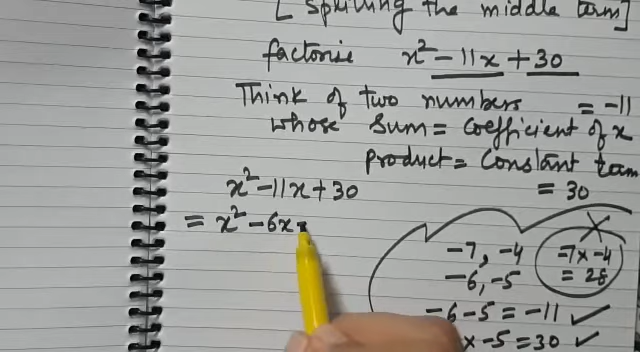 [ Splitting the middle term]
factorise x² - 11x + 30
Think of two numbers = -11
whose Sum = Coefficient of x
product = Constant term
= 30
x² - 11x + 30
= x² - 6x -
-7, -4
-6, -5
-7 x -4
= 28
-6 - 5 = -11 ✓
x -5 = 30 ✓